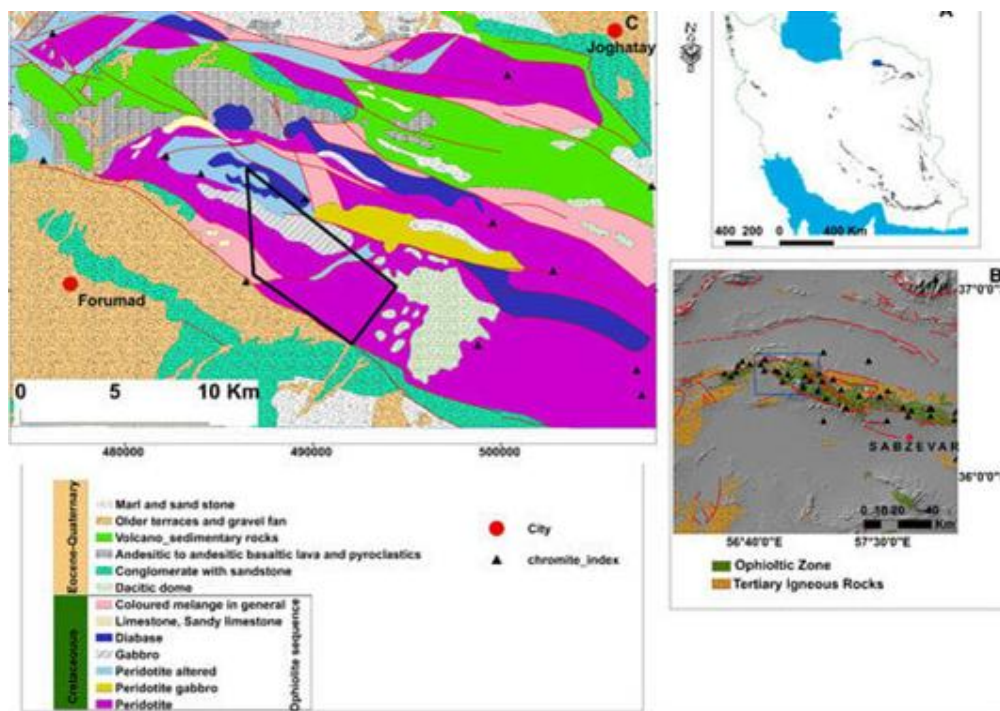 C
Joghatay
Forumad
0 5 10 Km
480000 490000 500000
A
N
400 200 0 400 Km
B
37°0'0"N
SABZEVAR
36°0'0"N
0 10 20 40
Km
56°40'0"E 57°30'0"E
Ophioltic Zone
Tertiary Igneous Rocks
Eocene-Quaternary
Marl and sand stone
Older terraces and gravel fan
Volcano_sedimentary rocks
Andesitic to andesitic basaltic lava and pyroclastics
Conglomerate with sandstone
Dacitic dome
Cretaceouus
Coloured melange in general
Limestone, Sandy limestone
Diabase
Gabbro
Peridotite altered
Peridotite gabbro
Peridotite
Ophiolite sequence
City
chromite_index